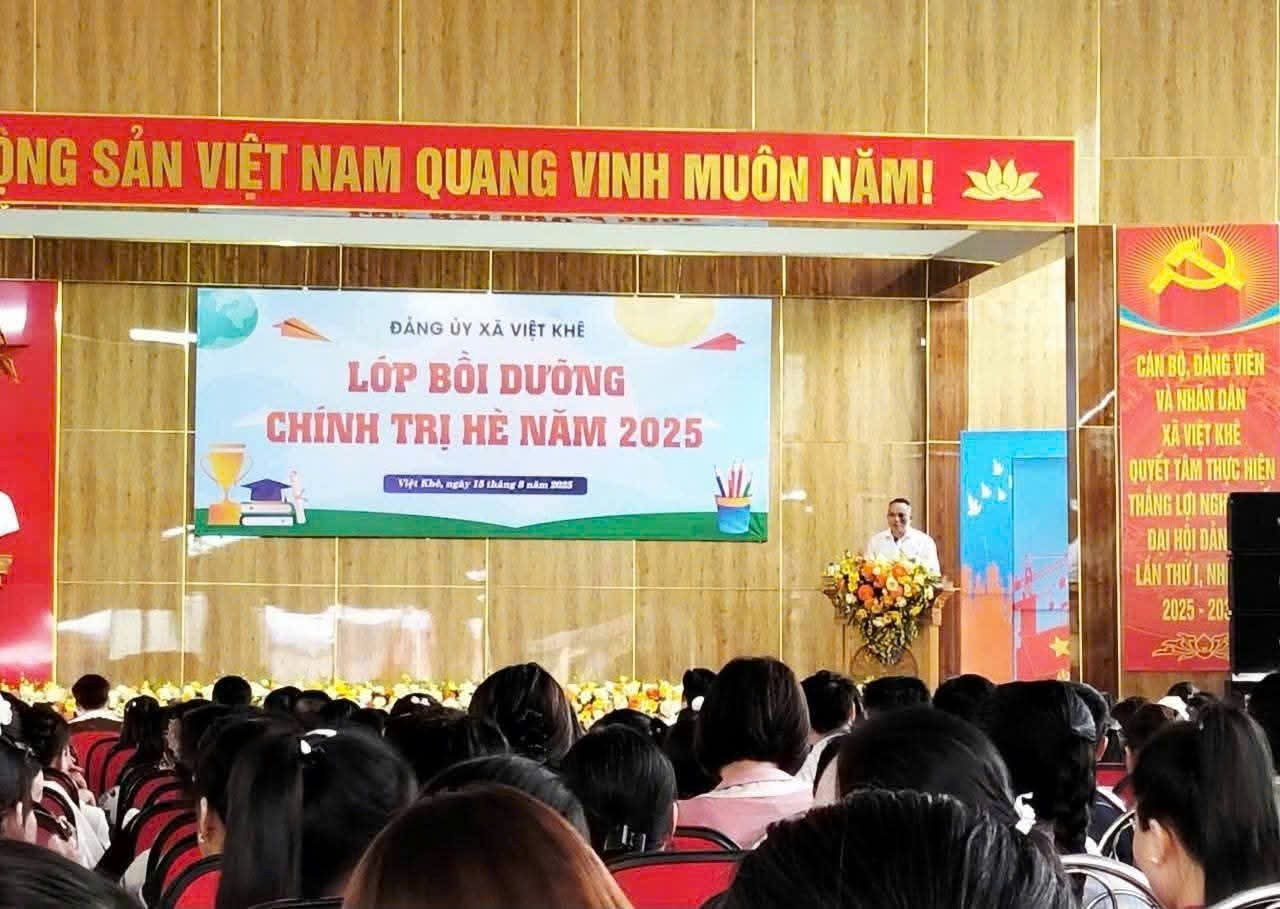 ỘNG SẢN VIỆT NAM QUANG VINH MUÔN NĂM!
ĐẢNG ỦY XÃ VIỆT KHÊ
LỚP BỒI DƯỠNG
CHÍNH TRỊ HÈ NĂM 2025
Việt Khê, ngày 15 tháng 8 năm 2025
CÁN BỘ, ĐẢNG VIÊN
VÀ NHÂN DÂN
XÃ VIỆT KHÊ
QUYẾT TÂM THỰC HIỆN
THẮNG LỢI NGH
ĐẠI HỘI ĐẢN
LẦN THỨ I, NH
2025 - 20